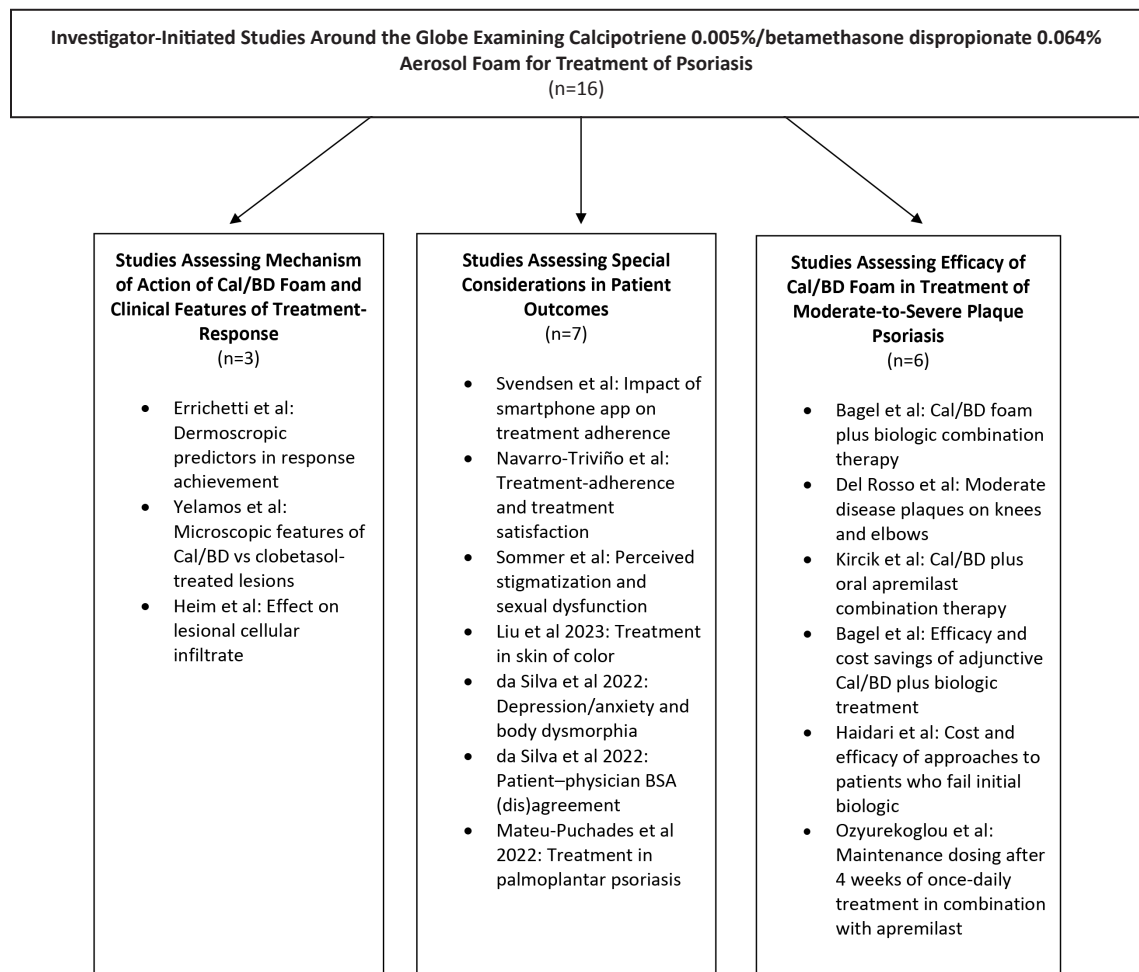 Investigator-Initiated Studies Around the Globe Examining Calcipotriene 0.005%/betamethasone dispropionate 0.064%
Aerosol Foam for Treatment of Psoriasis
(n=16)
Studies Assessing Mechanism
of Action of Cal/BD Foam and
Clinical Features of Treatment-
Response
(n=3)
• Errichetti et al:
Dermoscopic
predictors in response
achievement
• Yelamos et al:
Microscopic features of
Cal/BD vs clobetasol-
treated lesions
• Heim et al: Effect on
lesional cellular
infiltrate
Studies Assessing Special
Considerations in Patient
Outcomes
(n=7)
• Svendsen et al: Impact of
smartphone app on
treatment adherence
• Navarro-Triviño et al:
Treatment-adherence
and treatment
satisfaction
• Sommer et al: Perceived
stigmatization and
sexual dysfunction
• Liu et al 2023: Treatment
in skin of color
• da Silva et al 2022:
Depression/anxiety and
body dysmorphia
• da Silva et al 2022:
Patient–physician BSA
(dis)agreement
• Mateu-Puchades et al
2022: Treatment in
palmoplantar psoriasis
Studies Assessing Efficacy of
Cal/BD Foam in Treatment of
Moderate-to-Severe Plaque
Psoriasis
(n=6)
• Bagel et al: Cal/BD foam
plus biologic combination
therapy
• Del Rosso et al: Moderate
disease plaques on knees
and elbows
• Kircik et al: Cal/BD plus
oral apremilast
combination therapy
• Bagel et al: Efficacy and
cost savings of adjunctive
Cal/BD plus biologic
treatment
• Haidari et al: Cost and
efficacy of approaches to
patients who fail initial
biologic
• Ozyurekoglou et al:
Maintenance dosing after
4 weeks of once-daily
treatment in combination
with apremilast